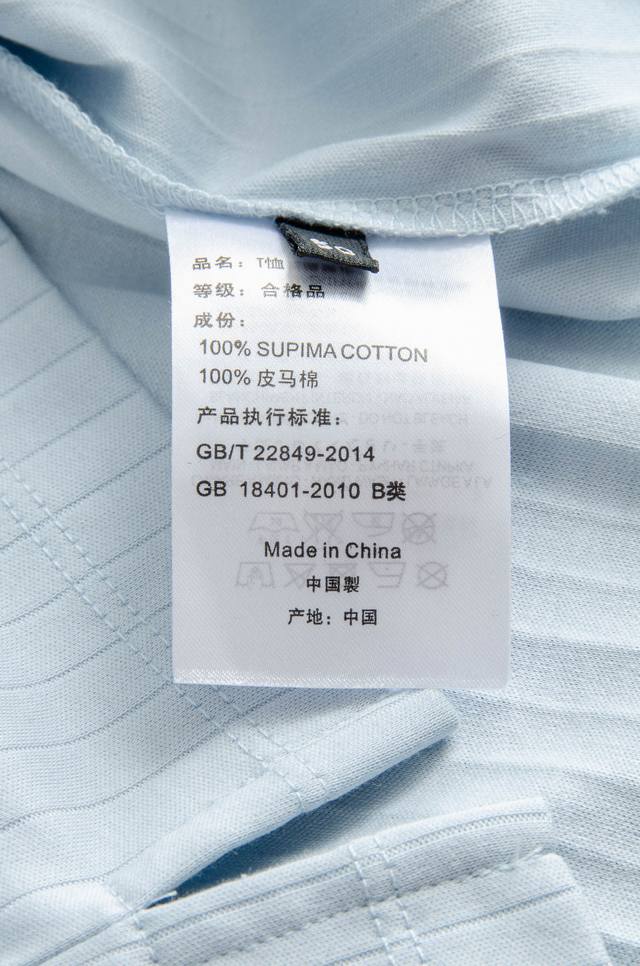 50
品名：T恤
等级：合格品
成份：
100% SUPIMA COTTON
100% 皮马棉
产品执行标准：
GB/T 22849-2014
GB 18401-2010 B类
Made in China
中国製
产地：中国